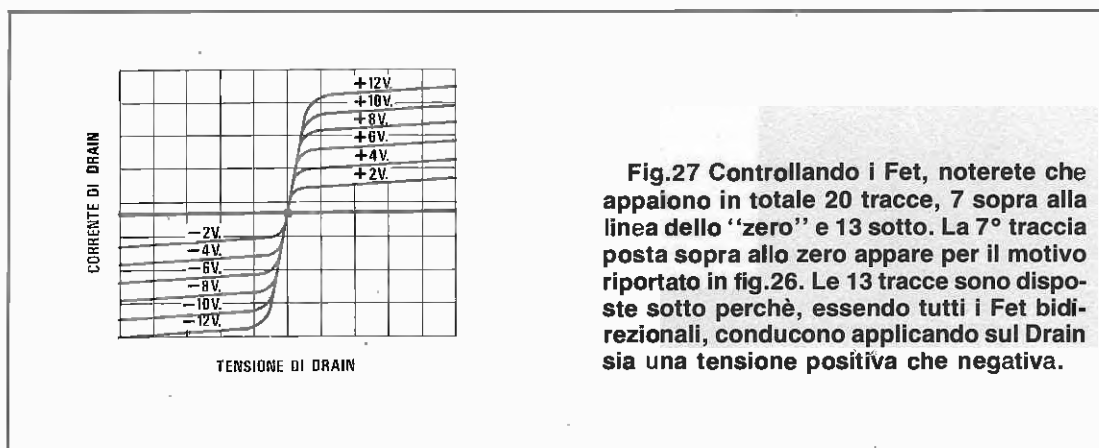 +12V.
+10V.
+8V.
+6V.
+4V.
+2V.
−2V.
−4V.
−6V.
−8V.
−10V.
−12V.
CORRENTE DI DRAIN
TENSIONE DI DRAIN
Fig.27 Controllando i Fet, noterete che
appaiono in totale 20 tracce, 7 sopra alla
linea dello "zero" e 13 sotto. La 7° traccia
posta sopra allo zero appare per il motivo
riportato in fig.26. Le 13 tracce sono dispo-
ste sotto perchè, essendo tutti i Fet bidi-
rezionali, conducono applicando sul Drain
sia una tensione positiva che negativa.